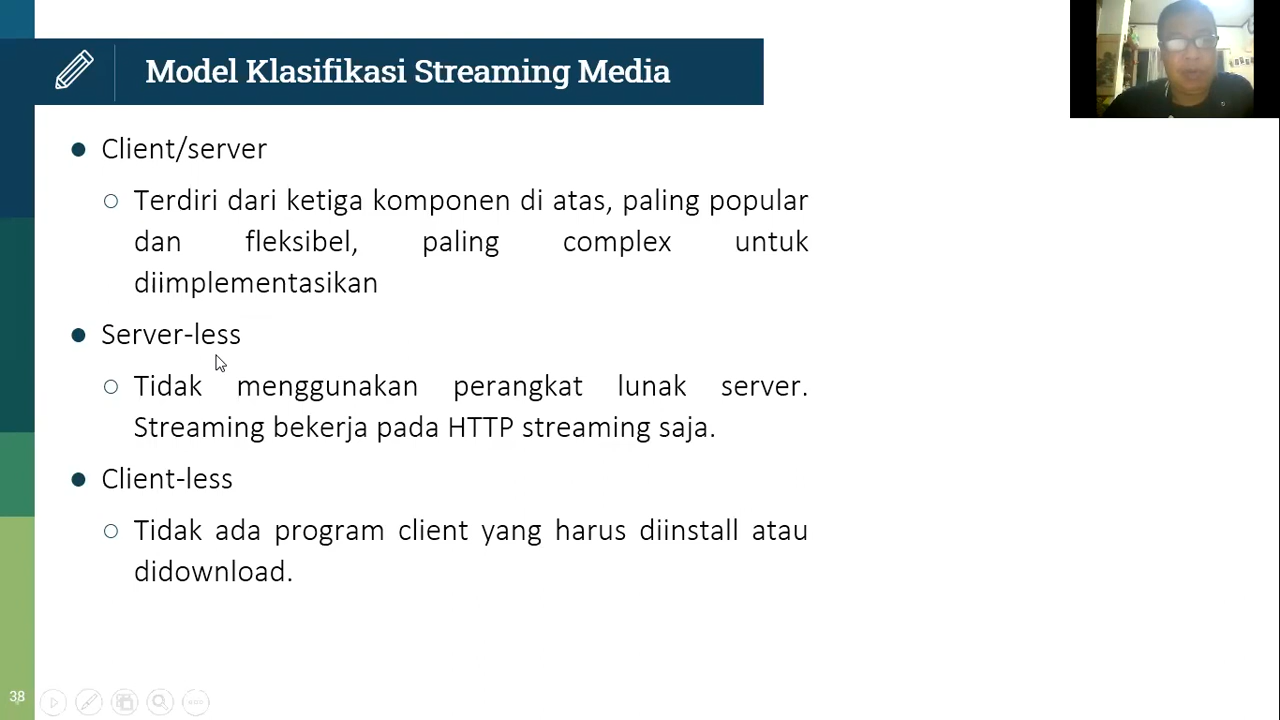 Model Klasifikasi Streaming Media
● Client/server
○ Terdiri dari ketiga komponen di atas, paling popular
dan fleksibel, paling complex untuk
diimplementasikan
● Server-less
○ Tidak menggunakan perangkat lunak server.
Streaming bekerja pada HTTP streaming saja.
● Client-less
○ Tidak ada program client yang harus diinstall atau
didownload.
38